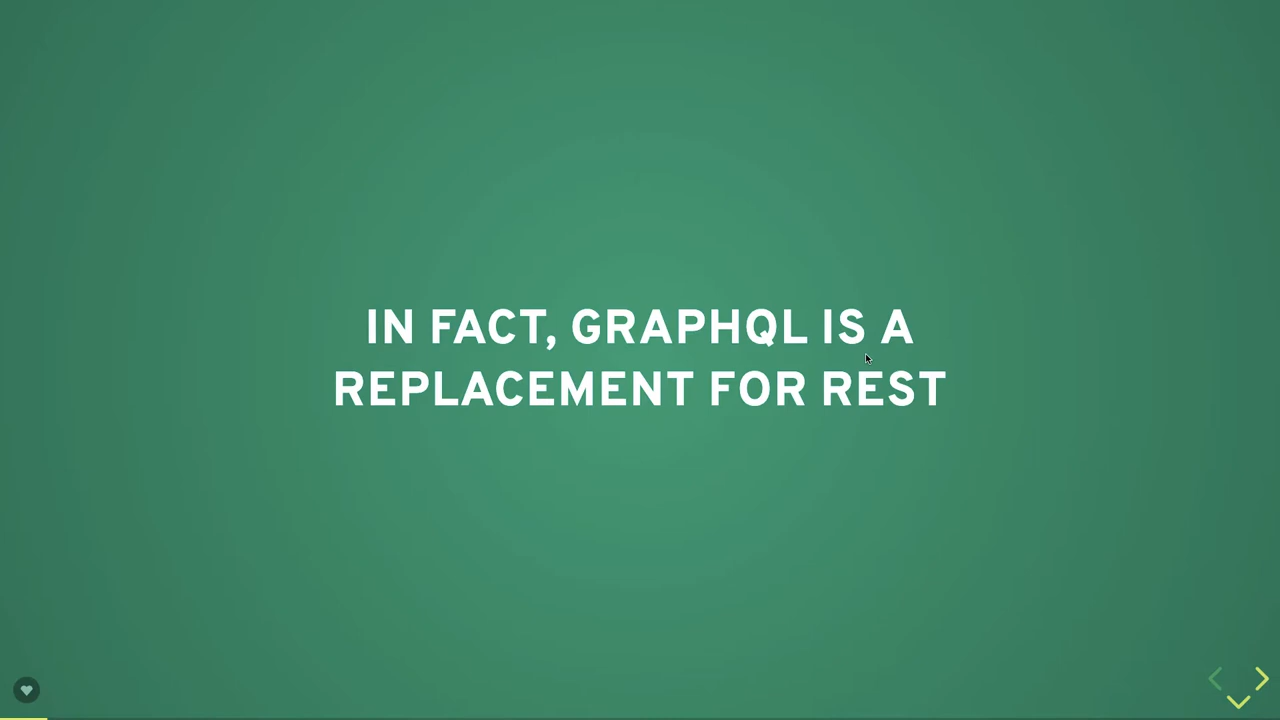 IN FACT, GRAPHQL IS A
REPLACEMENT FOR REST